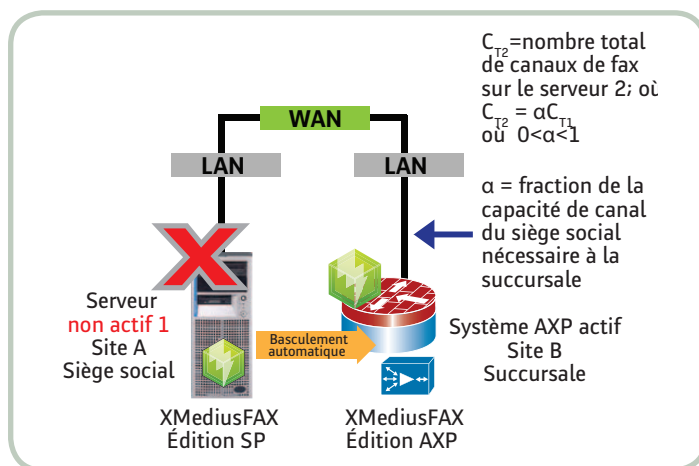 C_T2=nombre total
de canaux de fax
sur le serveur 2; où
C_T2 = αC_T1
où 0<α<1
WAN
LAN
LAN
α = fraction de la
capacité de canal
du siège social
nécessaire à la
succursale
Serveur
non actif 1
Site A
Siège social
Basculement
automatique
Système AXP actif
Site B
Succursale
XMediusFAX
Édition SP
XMediusFAX
Édition AXP